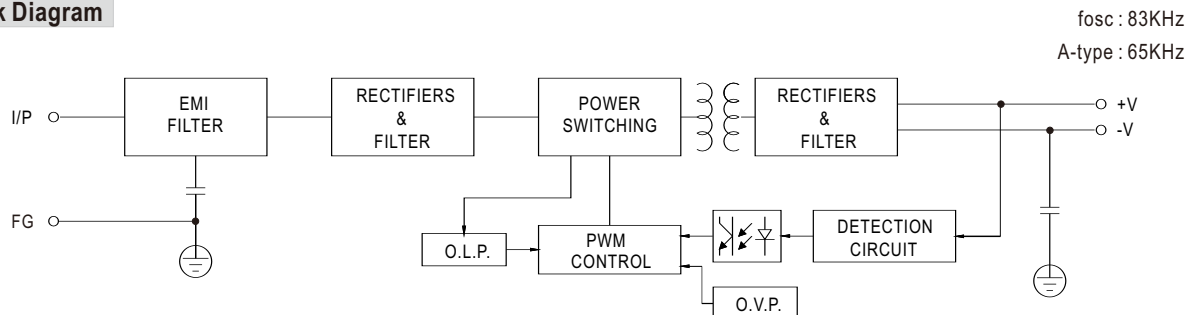 Diagram
fosc : 83KHz
A-type : 65KHz
I/P
EMI
FILTER
RECTIFIERS
&
FILTER
POWER
SWITCHING
RECTIFIERS
&
FILTER
+V
-V
FG
O.L.P.
PWM
CONTROL
DETECTION
CIRCUIT
O.V.P.